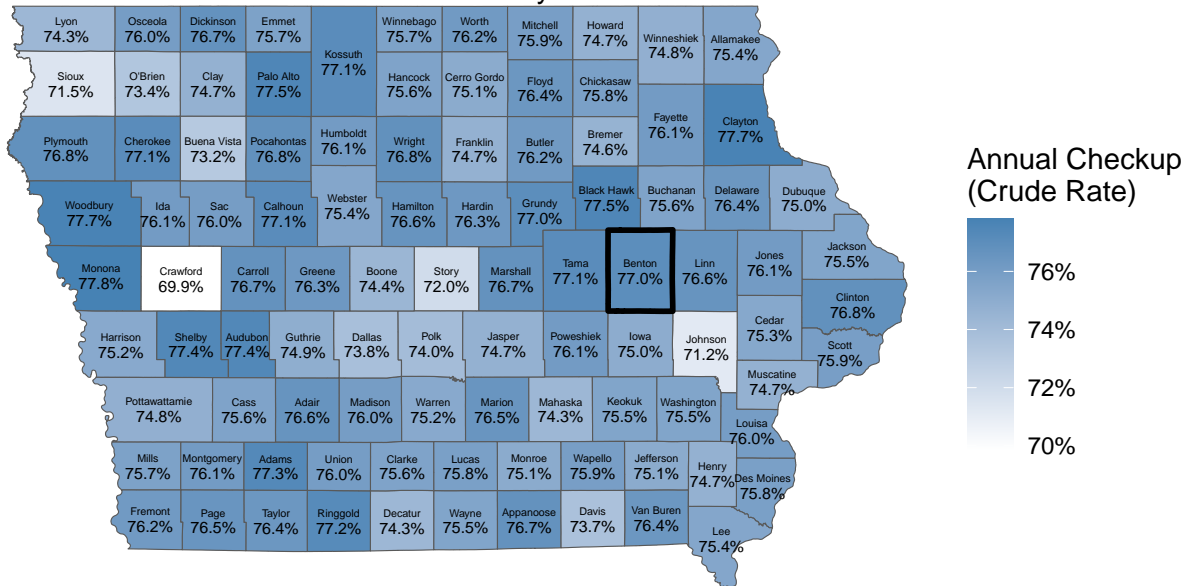 Lyon
74.3%
Osceola
76.0%
Dickinson
76.7%
Emmet
75.7%
Kossuth
77.1%
Winnebago
75.7%
Worth
76.2%
Mitchell
75.9%
Howard
74.7%
Winneshiek
74.8%
Allamakee
75.4%
Sioux
71.5%
O'Brien
73.4%
Clay
74.7%
Palo Alto
77.5%
Hancock
75.6%
Cerro Gordo
75.1%
Floyd
76.4%
Chickasaw
75.8%
Fayette
76.1%
Clayton
77.7%
Plymouth
76.8%
Cherokee
77.1%
Buena Vista
73.2%
Pocahontas
76.8%
Humboldt
76.1%
Wright
76.8%
Franklin
74.7%
Butler
76.2%
Bremer
74.6%
Woodbury
77.7%
Ida
76.1%
Sac
76.0%
Calhoun
77.1%
Webster
75.4%
Hamilton
76.6%
Hardin
76.3%
Grundy
77.0%
Black Hawk
77.5%
Buchanan
75.6%
Delaware
76.4%
Dubuque
75.0%
Monona
77.8%
Crawford
69.9%
Carroll
76.7%
Greene
76.3%
Boone
74.4%
Story
72.0%
Marshall
76.7%
Tama
77.1%
Benton
77.0%
Linn
76.6%
Jones
76.1%
Jackson
75.5%
Clinton
76.8%
Harrison
75.2%
Shelby
77.4%
Audubon
77.4%
Guthrie
74.9%
Dallas
73.8%
Polk
74.0%
Jasper
74.7%
Poweshiek
76.1%
Iowa
75.0%
Johnson
71.2%
Cedar
75.3%
Scott
75.9%
Muscatine
74.7%
Pottawattamie
74.8%
Cass
75.6%
Adair
76.6%
Madison
76.0%
Warren
75.2%
Marion
76.5%
Mahaska
74.3%
Keokuk
75.5%
Washington
75.5%
Louisa
76.0%
Mills
75.7%
Montgomery
76.1%
Adams
77.3%
Union
76.0%
Clarke
75.6%
Lucas
75.8%
Monroe
75.1%
Wapello
75.9%
Jefferson
75.1%
Henry
74.7%
Des Moines
75.8%
Fremont
76.2%
Page
76.5%
Taylor
76.4%
Ringgold
77.2%
Decatur
74.3%
Wayne
75.5%
Appanoose
76.7%
Davis
73.7%
Van Buren
76.4%
Lee
75.4%
Annual Checkup
(Crude Rate)
76%
74%
72%
70%